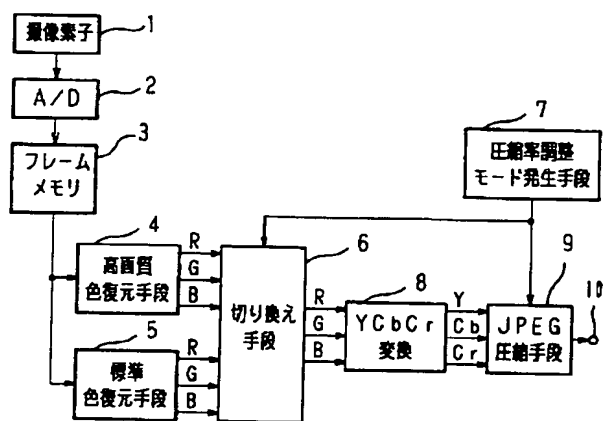 1
撮像素子
2
A/D
3
フレーム
メモリ
4
高画質
色復元手段
R
G
B
5
標準
色復元手段
R
G
B
6
切り換え
手段
R
G
B
7
圧縮率調整
モード発生手段
8
YCbCr
変換
Y
Cb
Cr
9
JPEG
圧縮手段
10